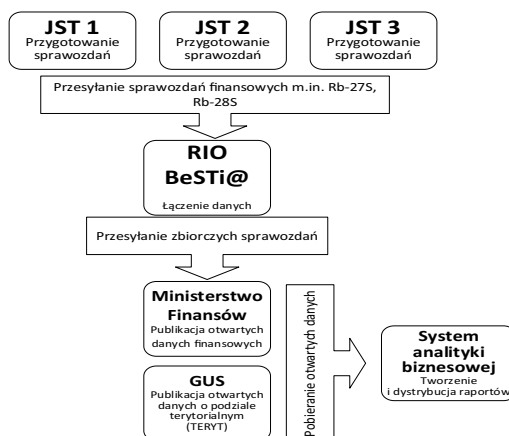 JST 1
Przygotowanie
sprawozdań
JST 2
Przygotowanie
sprawozdań
JST 3
Przygotowanie
sprawozdań
Przesyłanie sprawozdań finansowych m.in. Rb-27S,
Rb-28S
RIO
BeSTi@
Łączenie danych
Przesyłanie zbiorczych sprawozdań
Ministerstwo
Finansów
Publikacja otwartych
danych finansowych
GUS
Publikacja otwartych
danych o podziale
terytorialnym
(TERYT)
Pobieranie otwartych danych
System
analityki
biznesowej
Tworzenie
i dystrybucja raportów